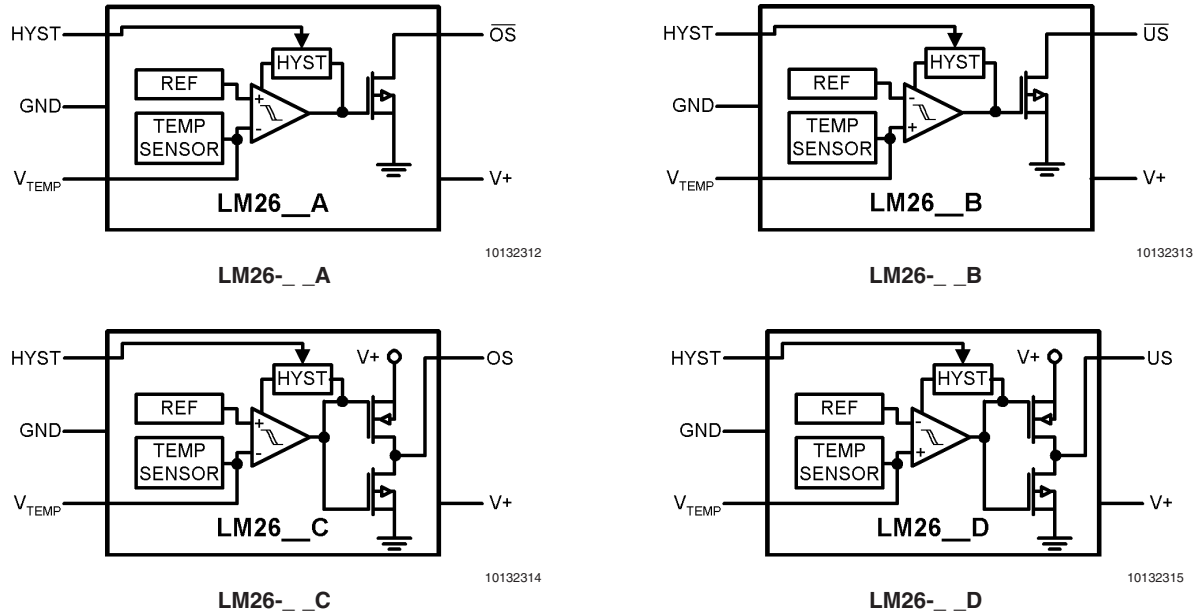 HYST
OS
HYST
REF
GND
+
-
TEMP
SENSOR
VTEMP
V+
LM26__A
10132312
LM26-_ _A
HYST
US
HYST
REF
GND
-
+
TEMP
SENSOR
VTEMP
V+
LM26__B
10132313
LM26-_ _B
HYST
V+
OS
HYST
REF
GND
+
-
TEMP
SENSOR
VTEMP
V+
LM26__C
10132314
LM26-_ _C
HYST
V+
US
HYST
REF
GND
-
+
TEMP
SENSOR
VTEMP
V+
LM26__D
10132315
LM26-_ _D